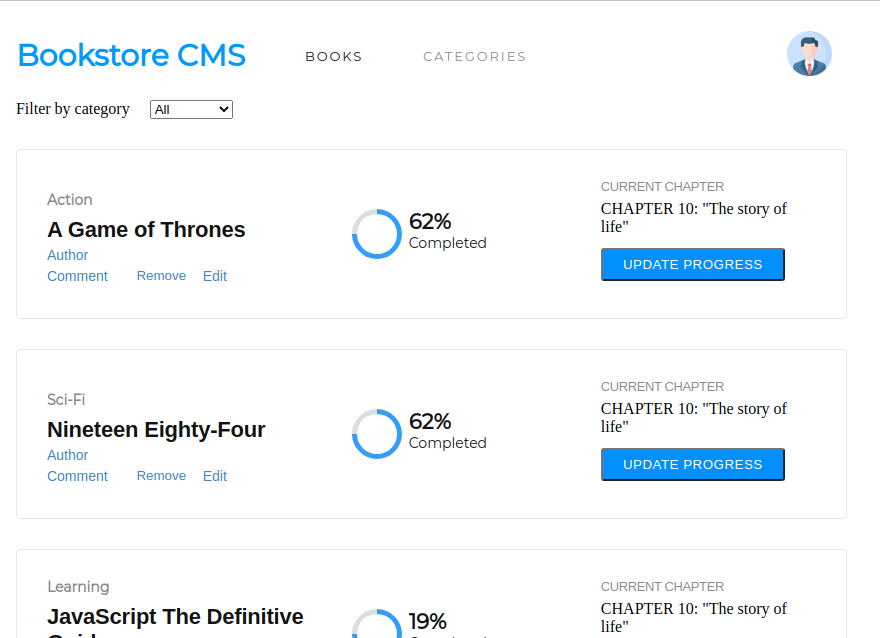 Bookstore CMS
BOOKS
CATEGORIES
Filter by category
All
Action
A Game of Thrones
Author
Comment
Remove
Edit
62%
Completed
CURRENT CHAPTER
CHAPTER 10: "The story of
life"
UPDATE PROGRESS
Sci-Fi
Nineteen Eighty-Four
Author
Comment
Remove
Edit
62%
Completed
CURRENT CHAPTER
CHAPTER 10: "The story of
life"
UPDATE PROGRESS
Learning
JavaScript The Definitive
19%
CURRENT CHAPTER
CHAPTER 10: "The story of
life"